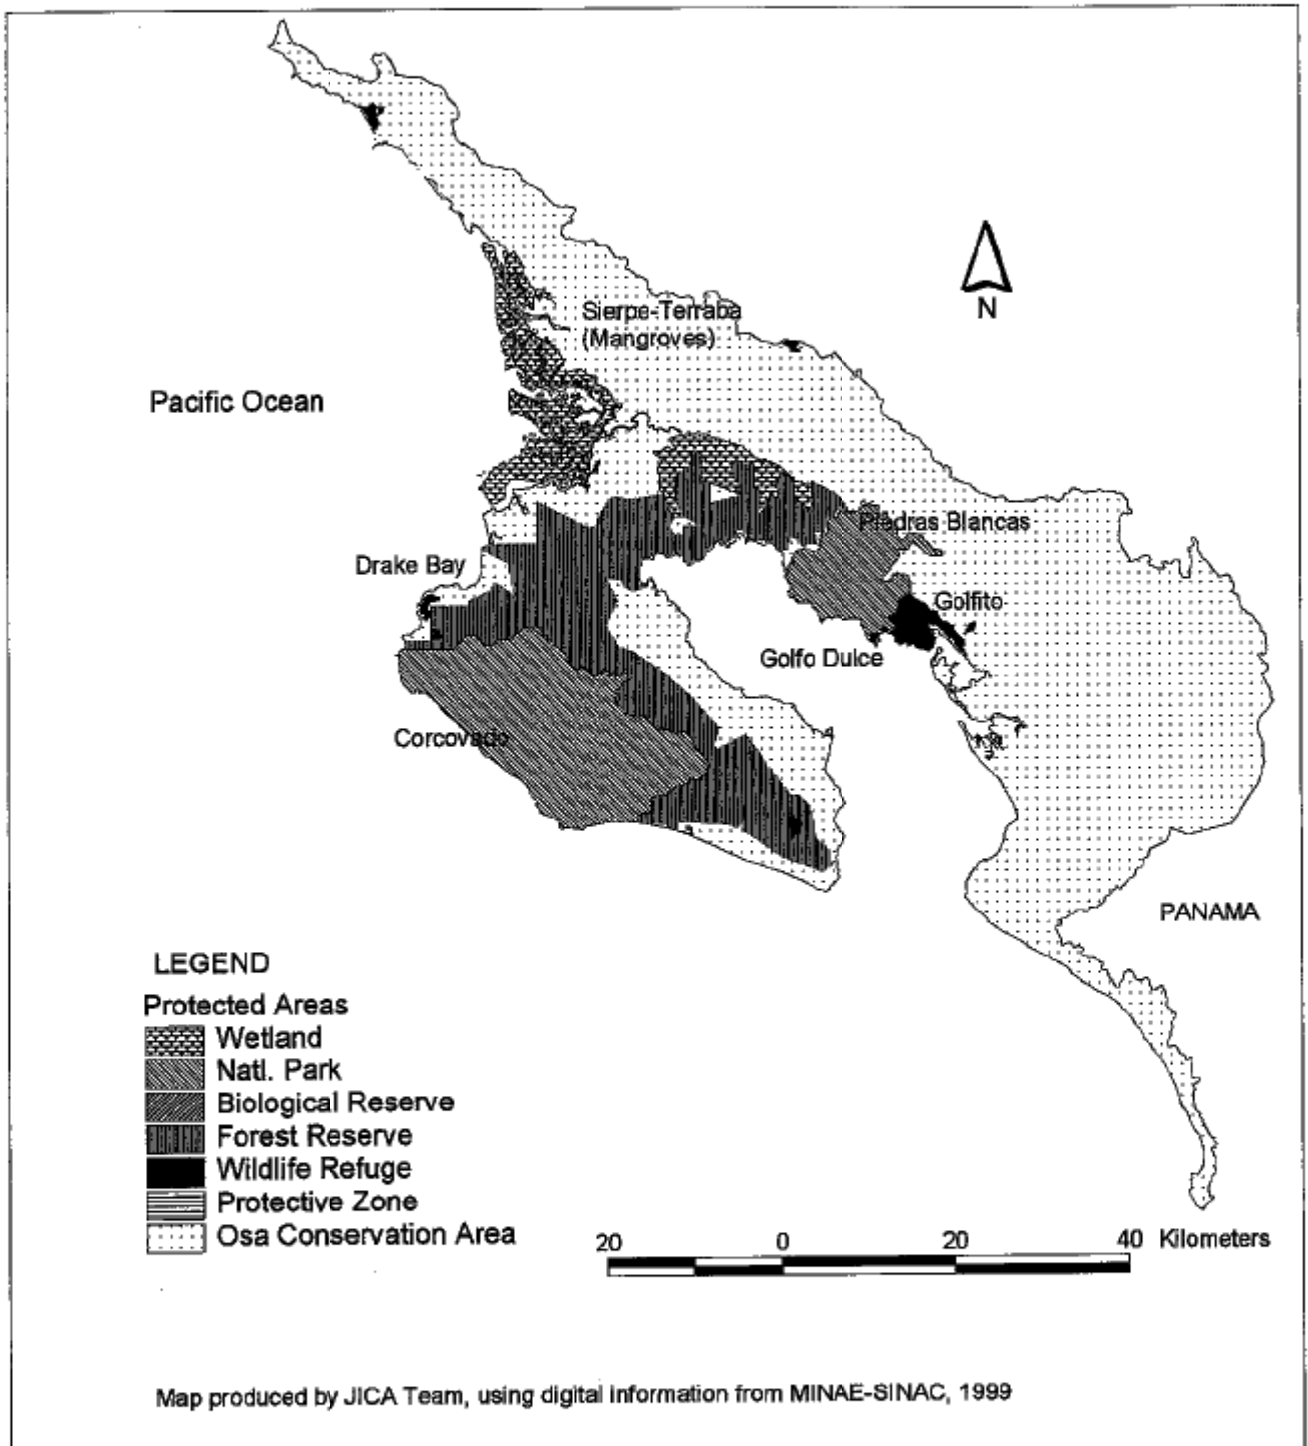 Sierpe-Terraba
(Mangroves)
N
Pacific Ocean
Piedras Blancas
Drake Bay
Golfito
Golfo Dulce
Corcovado
PANAMA
LEGEND
Protected Areas
Wetland
Natl. Park
Biological Reserve
Forest Reserve
Wildlife Refuge
Protective Zone
Osa Conservation Area
20 0 20 40 Kilometers
Map produced by JICA Team, using digital information from MINAE-SINAC, 1999